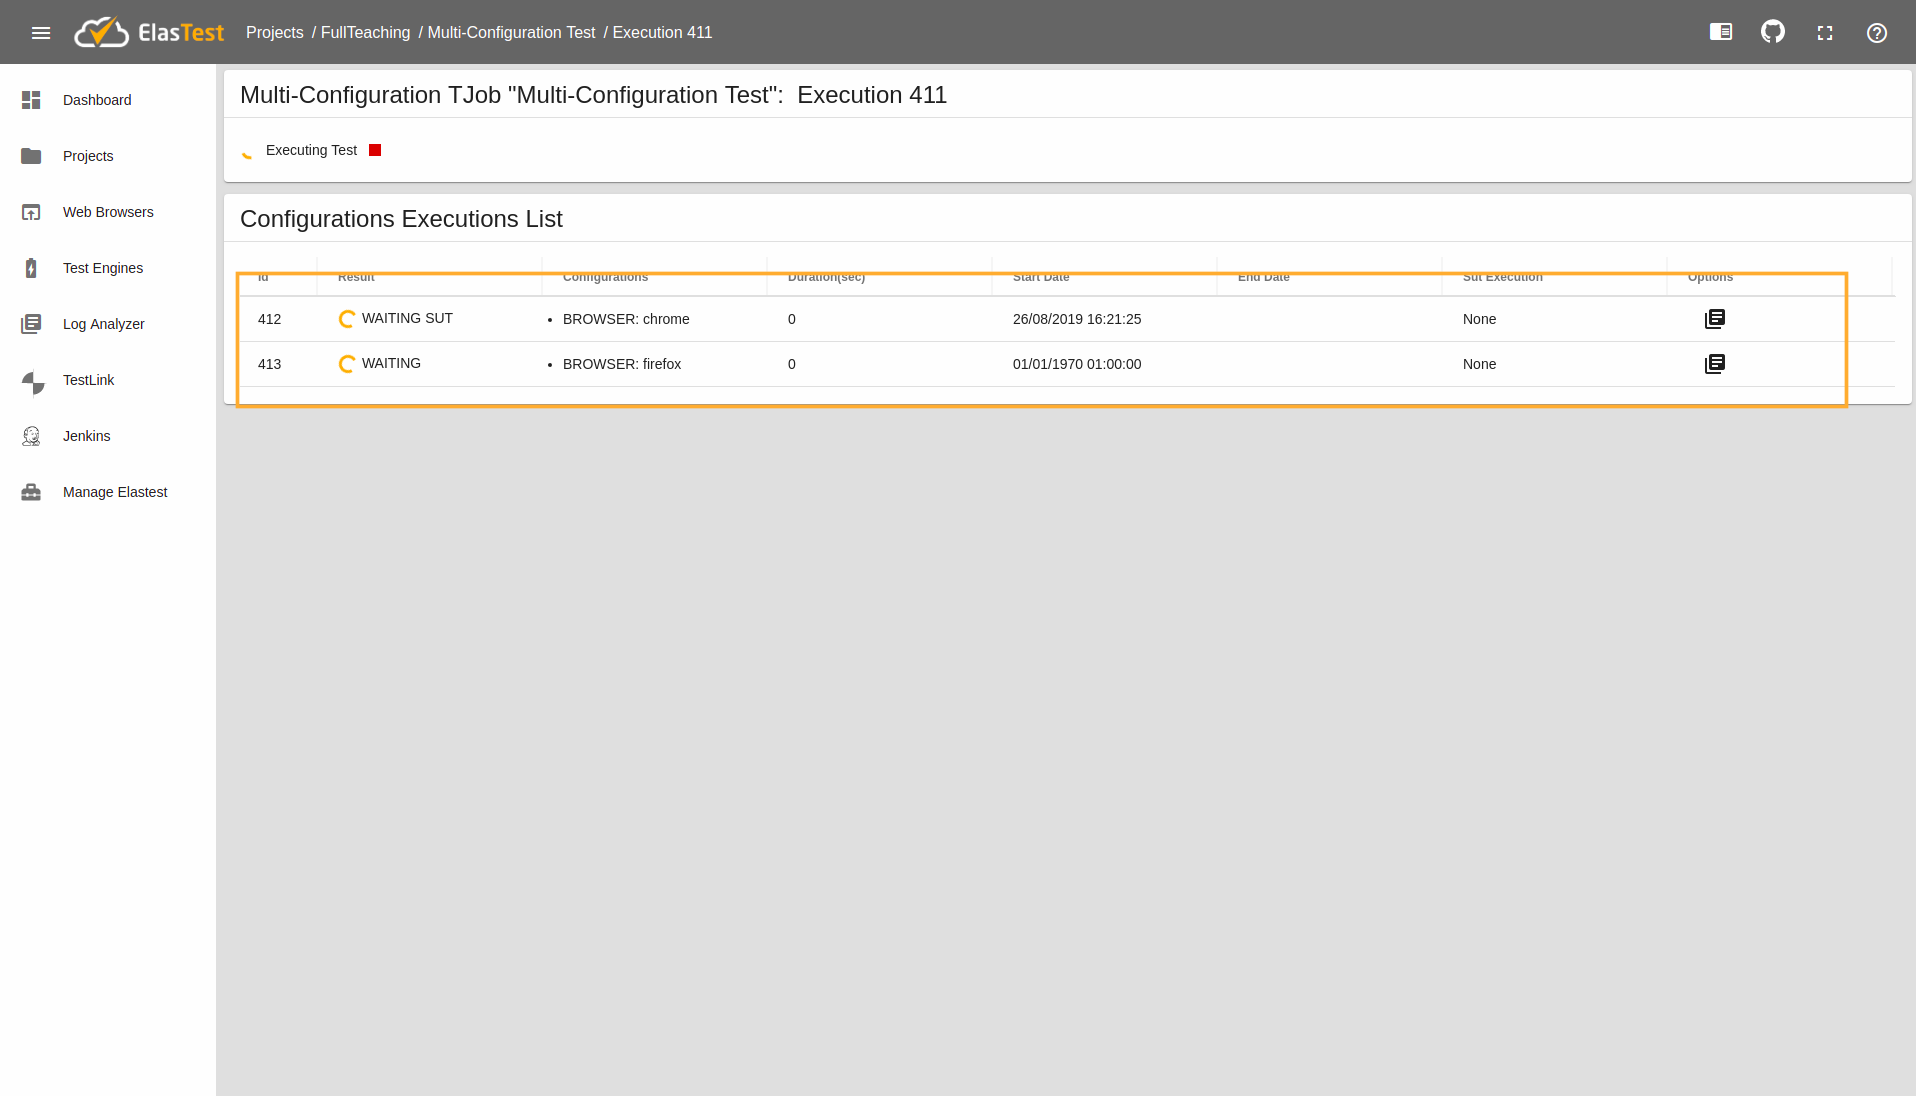 ElasTest Projects / FullTeaching / Multi-Configuration Test / Execution 411
Dashboard
Projects
Web Browsers
Test Engines
Log Analyzer
TestLink
Jenkins
Manage Elastest
Multi-Configuration TJob "Multi-Configuration Test": Execution 411
Executing Test
Configurations Executions List
Id Result Configurations Duration(sec) Start Date End Date Sut Execution Options
412 WAITING SUT • BROWSER: chrome 0 26/08/2019 16:21:25 None
413 WAITING • BROWSER: firefox 0 01/01/1970 01:00:00 None